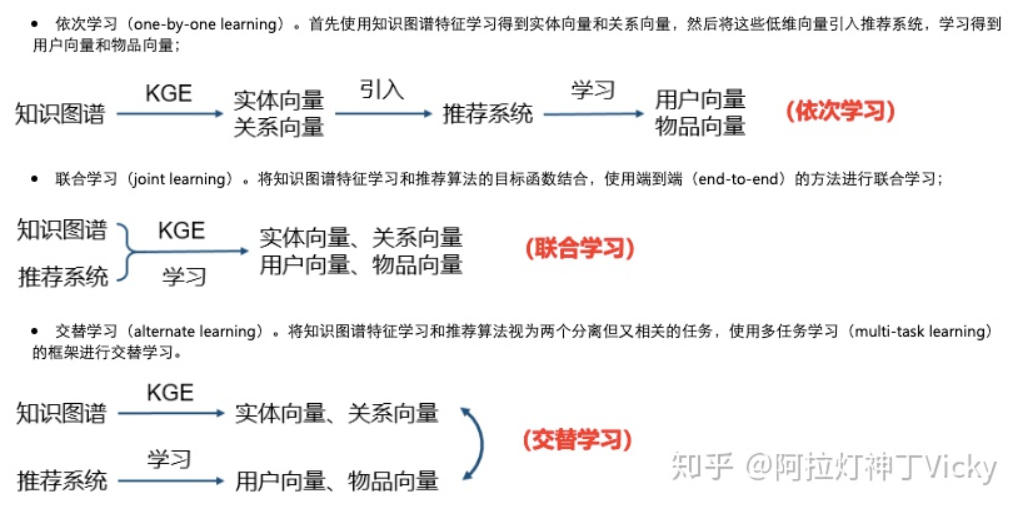 • 依次学习（one-by-one learning）。首先使用知识图谱特征学习得到实体向量和关系向量，然后将这些低维向量引入推荐系统，学习得到
用户向量和物品向量；
知识图谱 KGE 实体向量 引入 推荐系统 学习 用户向量 (依次学习)
关系向量 物品向量
• 联合学习（joint learning）。将知识图谱特征学习和推荐算法的目标函数结合，使用端到端（end-to-end）的方法进行联合学习；
知识图谱 KGE 实体向量、关系向量 (联合学习)
推荐系统 学习 用户向量、物品向量
• 交替学习（alternate learning）。将知识图谱特征学习和推荐算法视为两个分离但又相关的任务，使用多任务学习（multi-task learning）
的框架进行交替学习。
知识图谱 KGE 实体向量、关系向量
(交替学习)
推荐系统 学习 用户向量、物品向量
知乎 @阿拉灯神丁Vicky